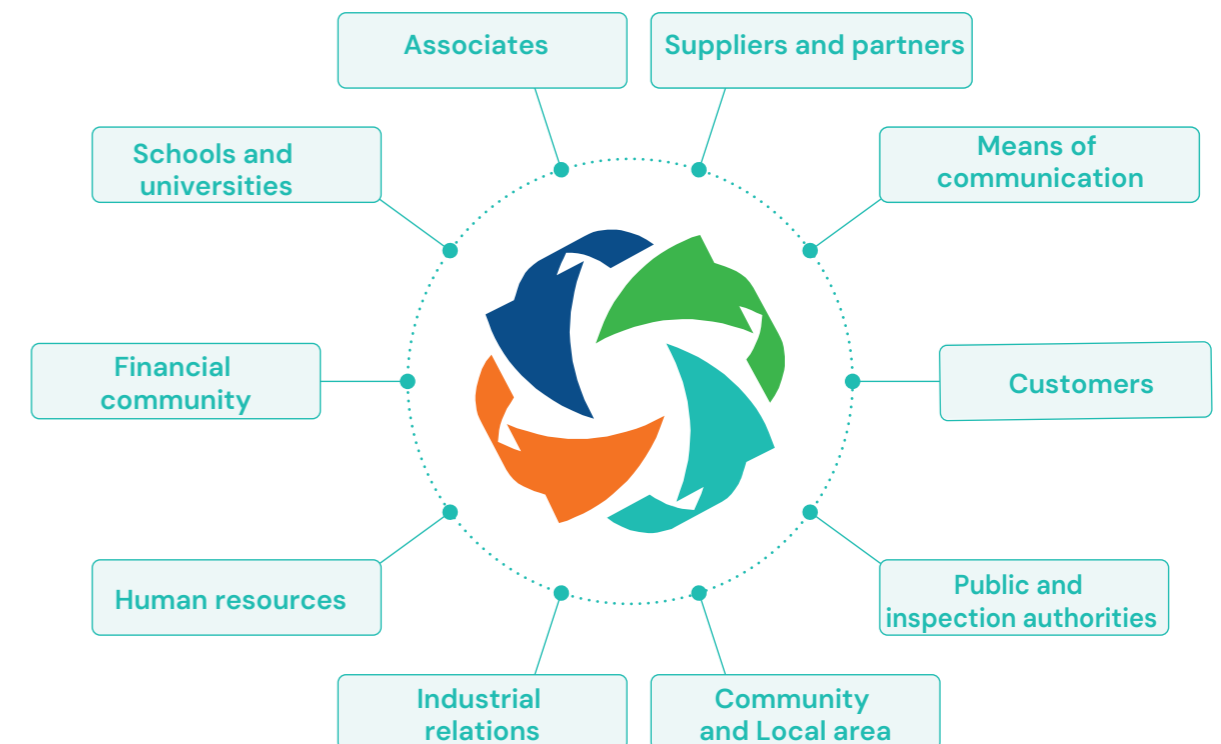 Associates
Suppliers and partners
Schools and
universities
Means of
communication
Financial
community
Customers
Human resources
Public and
inspection authorities
Industrial
relations
Community
and Local area